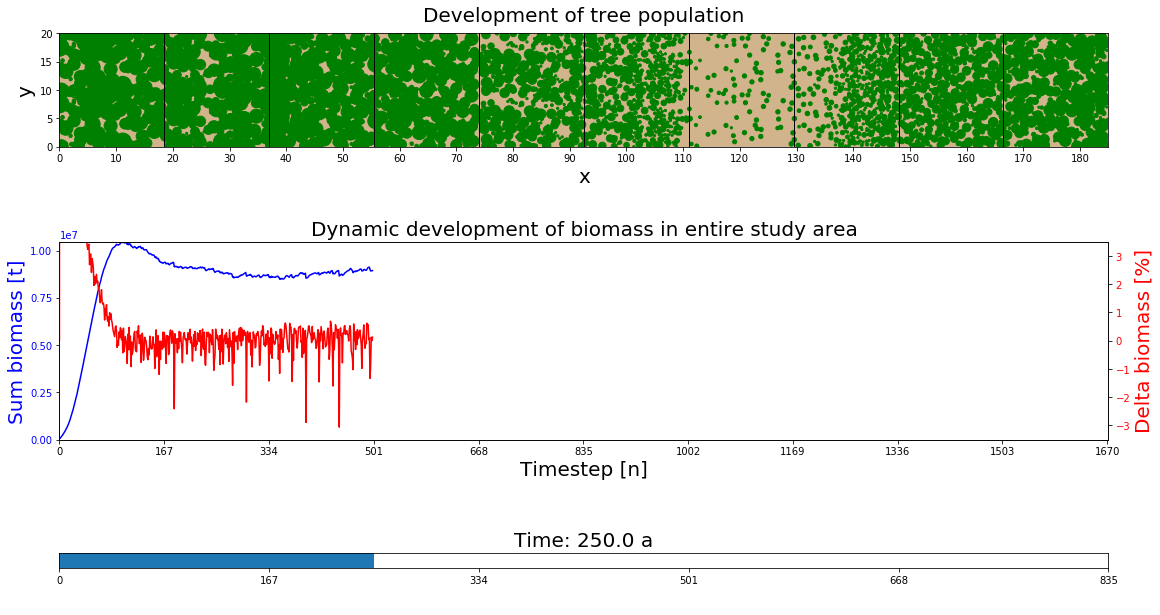 Development of tree population
20
15
10
5
0
y
0 10 20 30 40 50 60 70 80 90 100 110 120 130 140 150 160 170 180
x
Dynamic development of biomass in entire study area
1e7
1.00
0.75
0.50
0.25
0.00
Sum biomass [t]
3
2
1
0
−1
−2
−3
Delta biomass [%]
0 167 334 501 668 835 1002 1169 1336 1503 1670
Timestep [n]
Time: 250.0 a
0 167 334 501 668 835